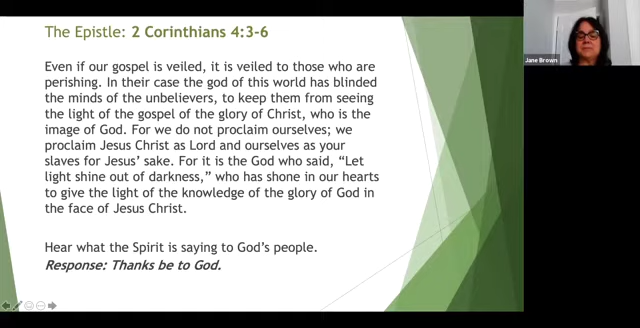 The Epistle: 2 Corinthians 4:3-6
Even if our gospel is veiled, it is veiled to those who are
perishing. In their case the god of this world has blinded
the minds of the unbelievers, to keep them from seeing
the light of the gospel of the glory of Christ, who is the
image of God. For we do not proclaim ourselves; we
proclaim Jesus Christ as Lord and ourselves as your
slaves for Jesus’ sake. For it is the God who said, “Let
light shine out of darkness,” who has shone in our hearts
to give the light of the knowledge of the glory of God in
the face of Jesus Christ.
Hear what the Spirit is saying to God’s people.
Response: Thanks be to God.
Jane Brown